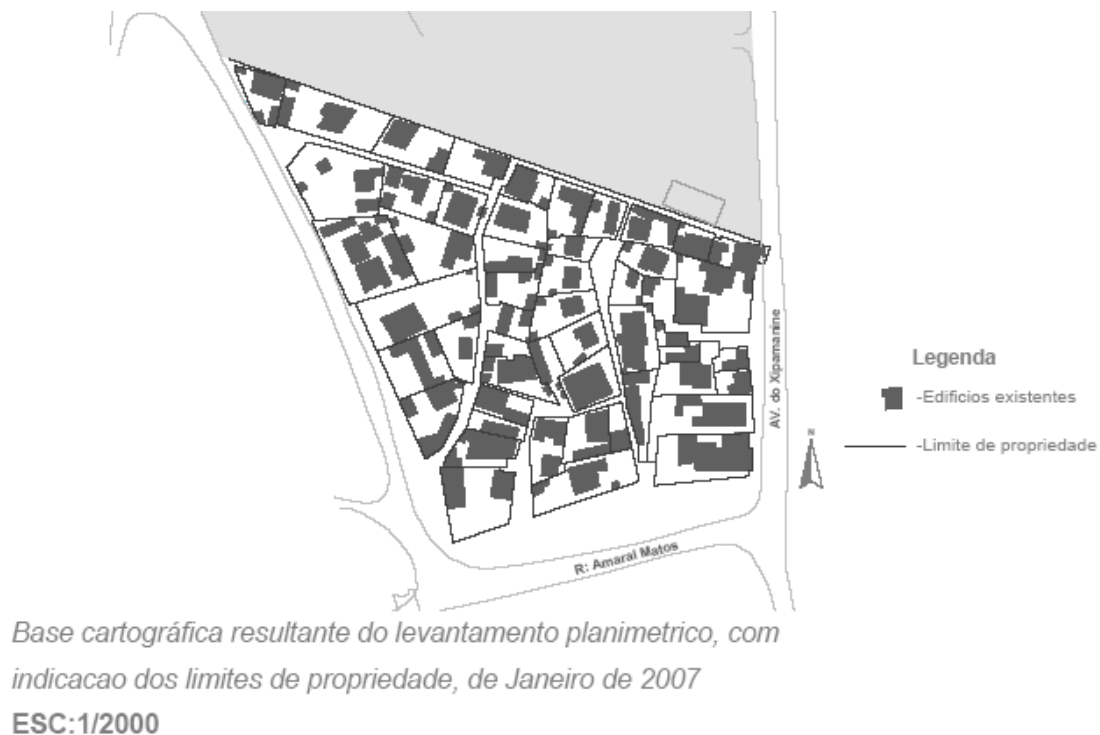 AV. do Xipamanine
Legenda
-Edificios existentes
N
-Limite de propriedade
R: Amaral Matos
Base cartográfica resultante do levantamento planimetrico, com
indicacao dos limites de propriedade, de Janeiro de 2007
ESC:1/2000